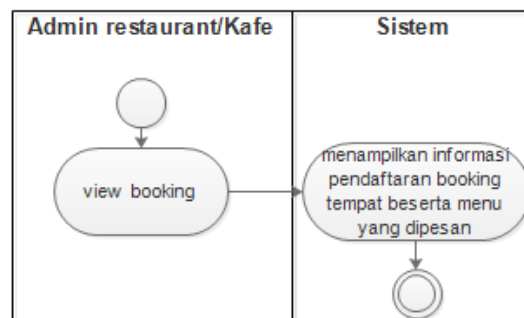 Admin restaurant/Kafe
Sistem
view booking
menampilkan informasi
pendaftaran booking
tempat beserta menu
yang dipesan